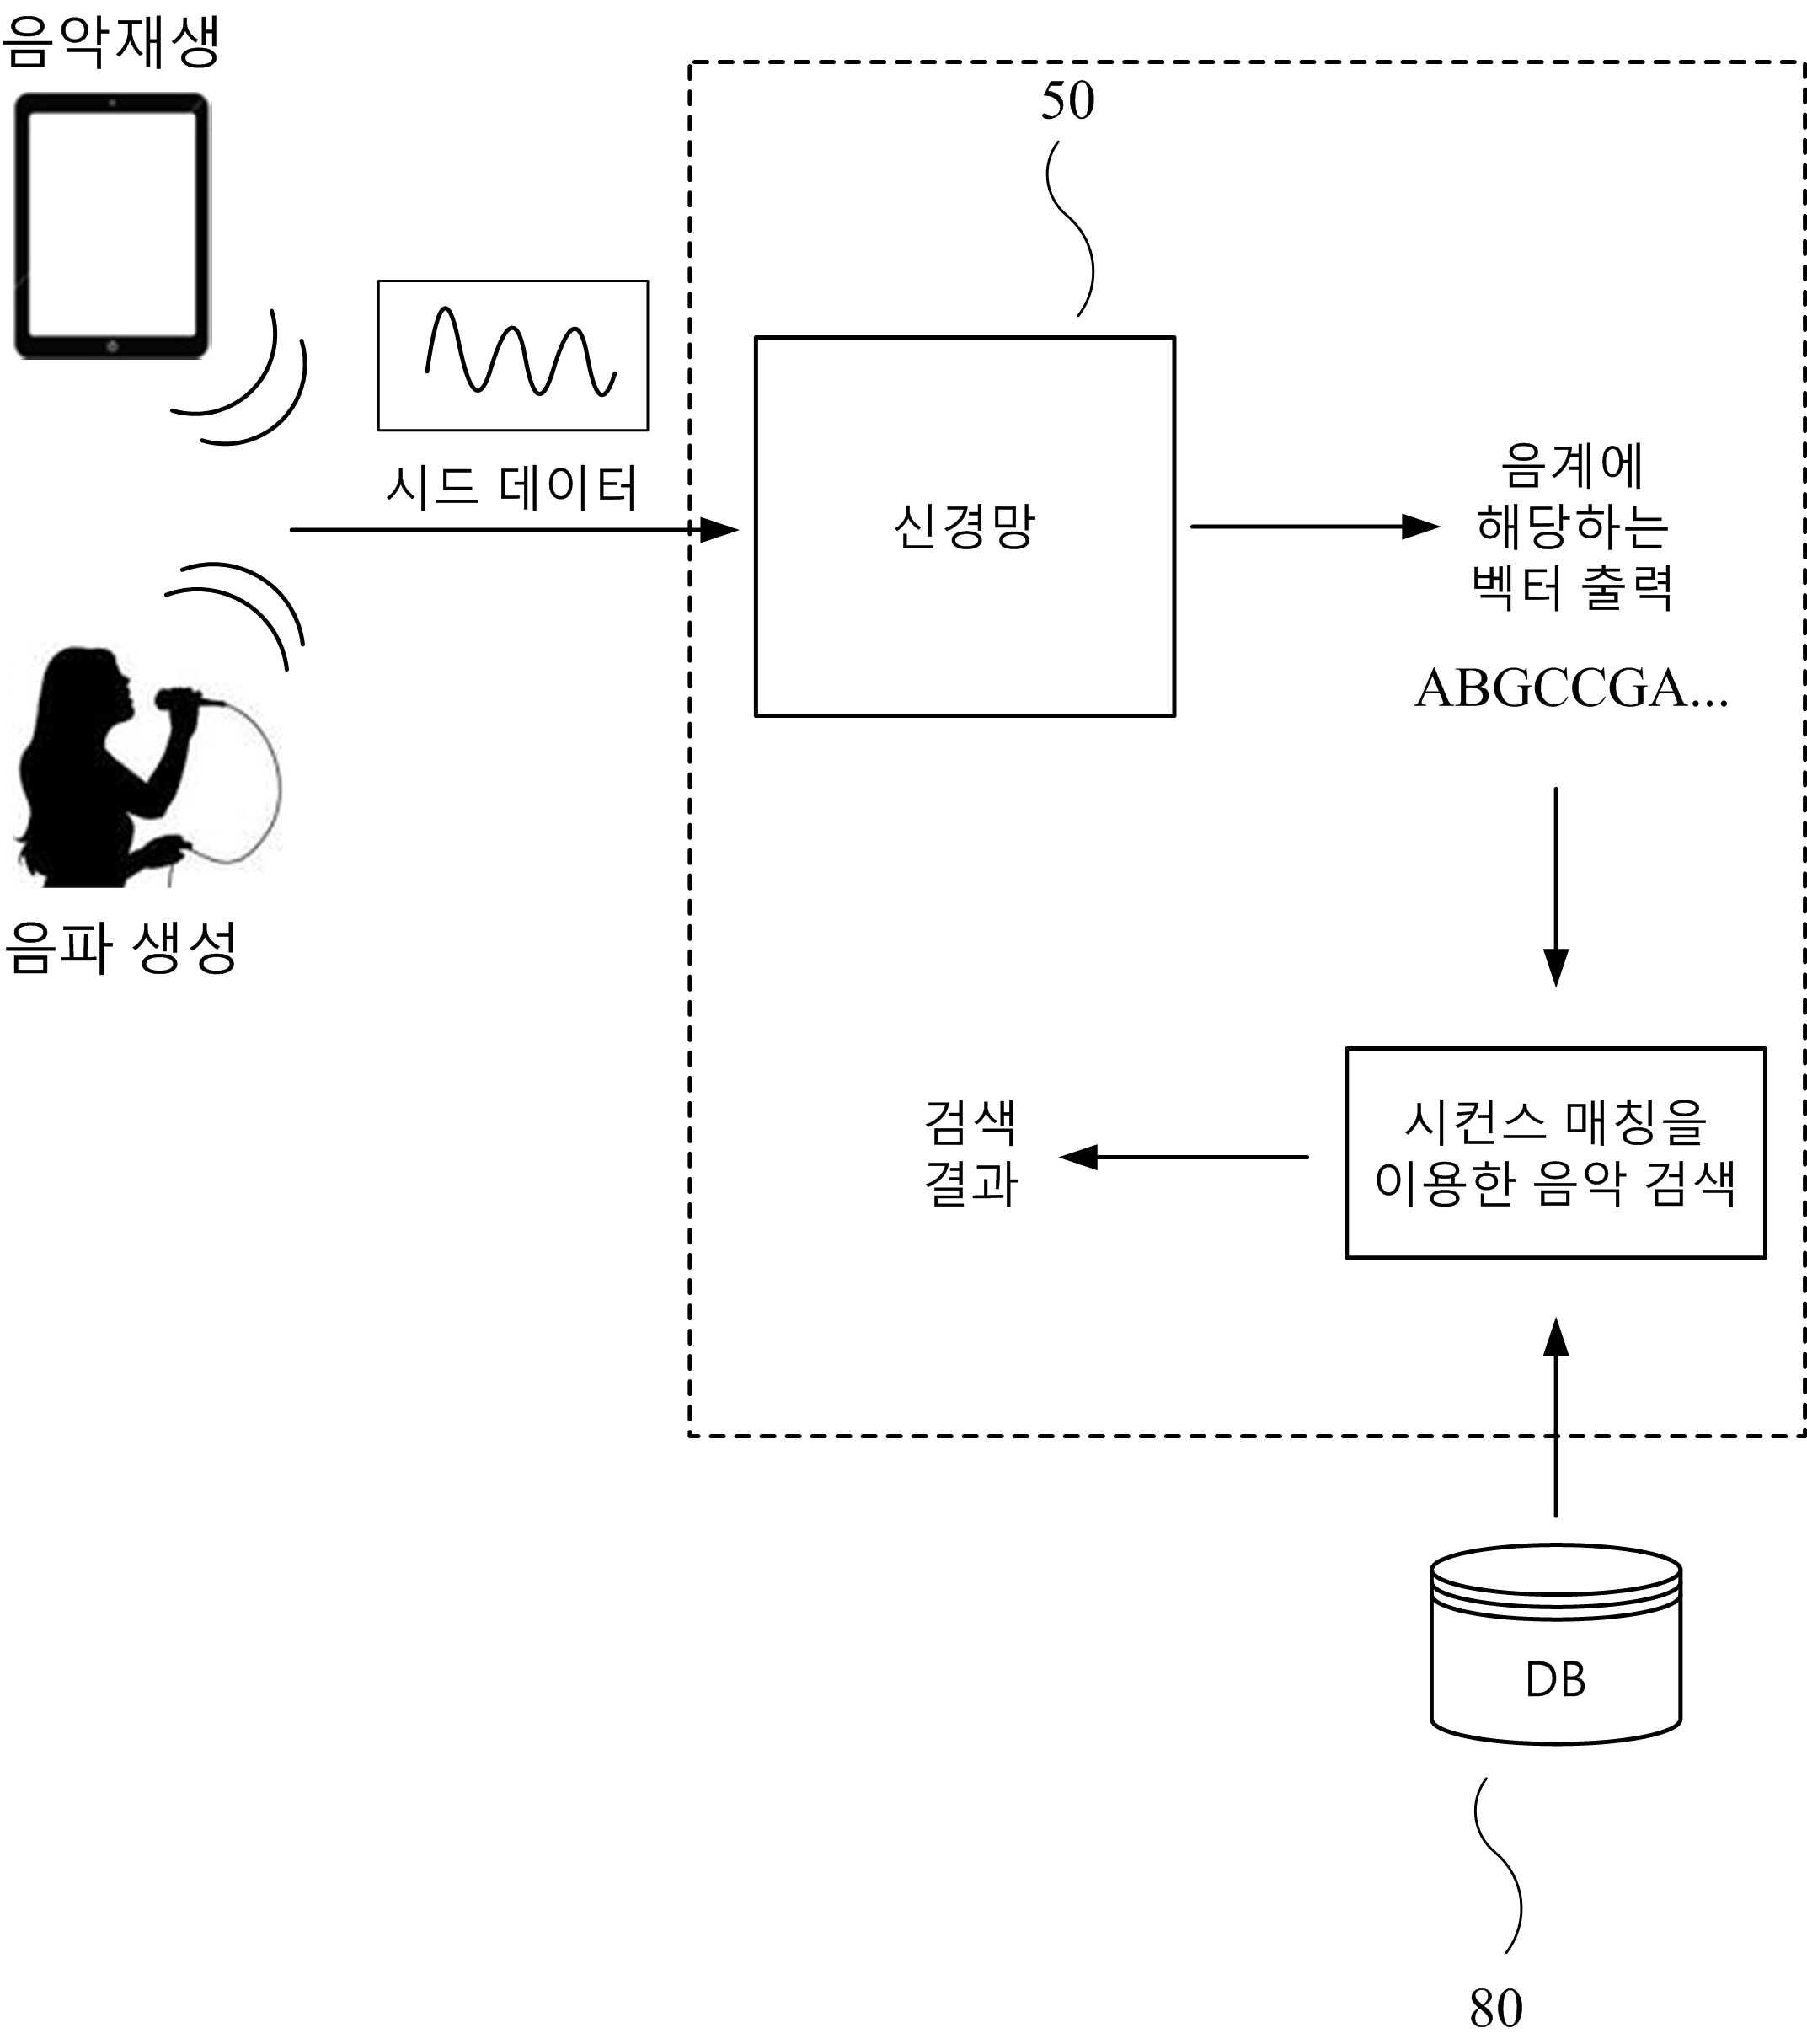 음악재생
50
시드 데이터
신경망
음계에
해당하는
벡터 출력
ABGCCGA...
음파 생성
검색
결과
시컨스 매칭을
이용한 음악 검색
DB
80